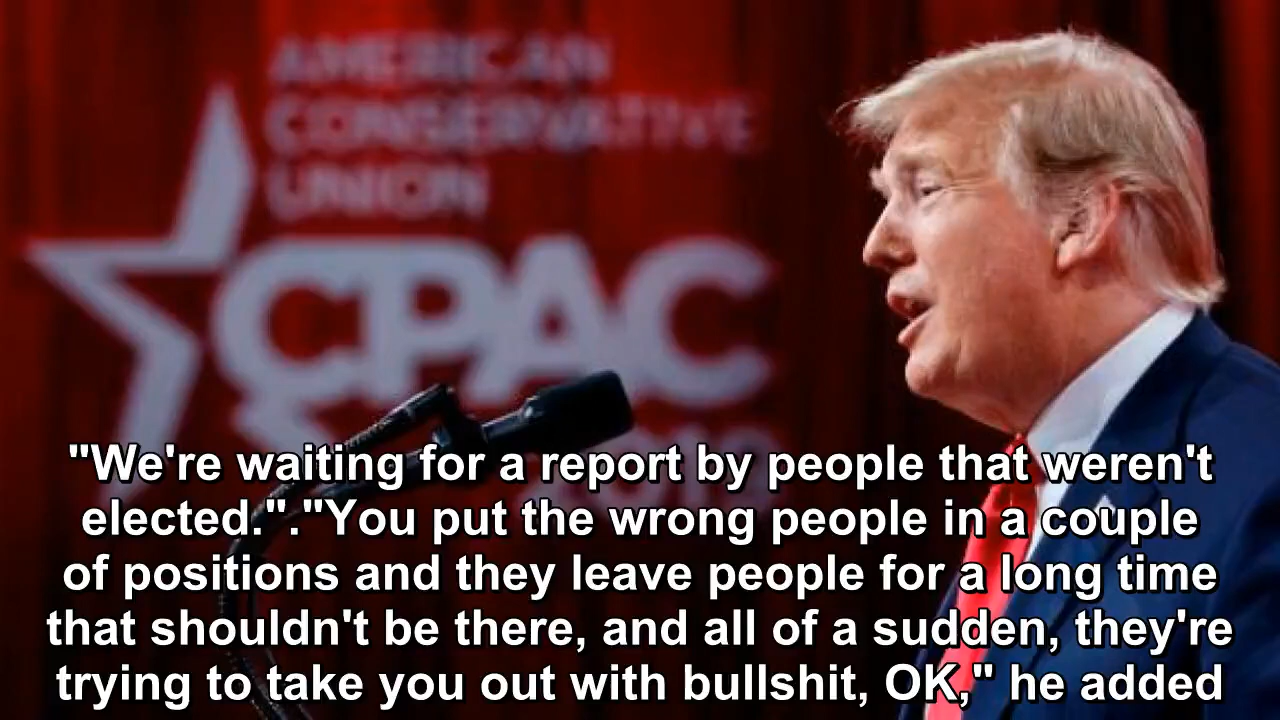 AMERICAN
CONSERVATIVE
UNION
CPAC
"We're waiting for a report by people that weren't
elected."."You put the wrong people in a couple
of positions and they leave people for a long time
that shouldn't be there, and all of a sudden, they're
trying to take you out with bullshit, OK," he added